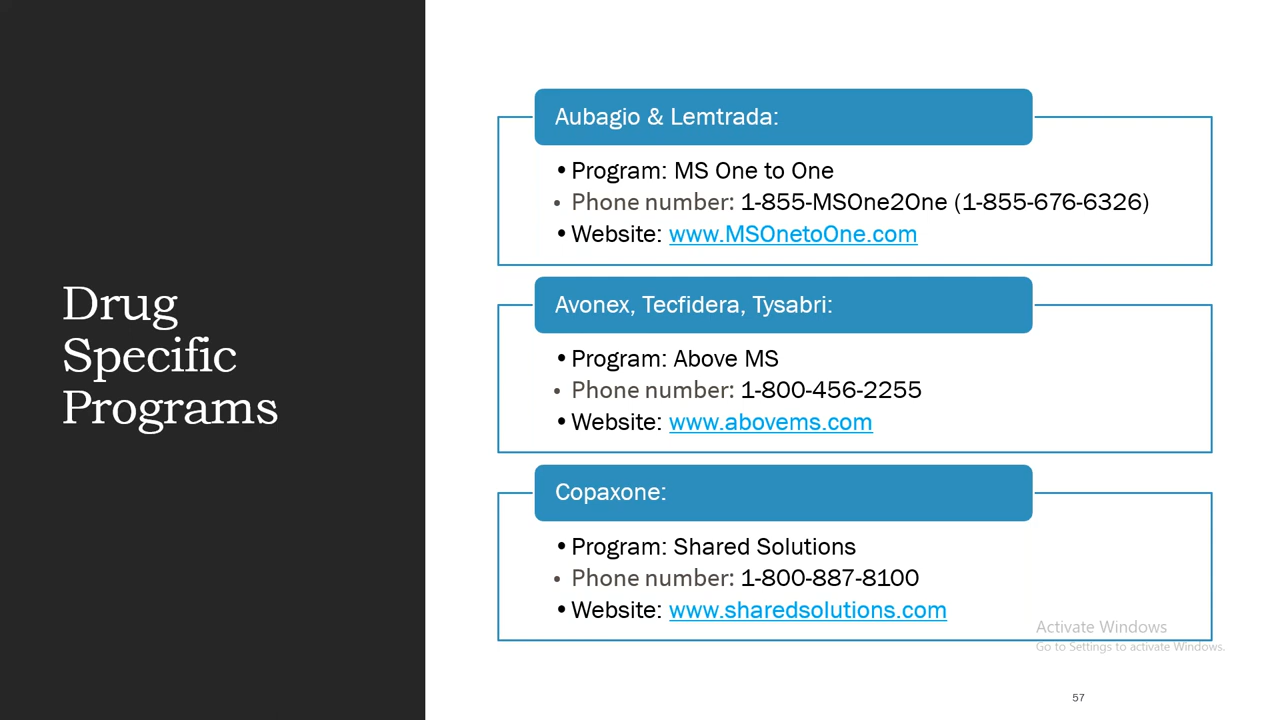 Drug
Specific
Programs
Aubagio & Lemtrada:
•Program: MS One to One
• Phone number: 1-855-MSOne2One (1-855-676-6326)
•Website: www.MSOnetoOne.com
Avonex, Tecfidera, Tysabri:
•Program: Above MS
• Phone number: 1-800-456-2255
•Website: www.abovems.com
Copaxone:
•Program: Shared Solutions
• Phone number: 1-800-887-8100
•Website: www.sharedsolutions.com
Activate Windows
Go to Settings to activate Windows.
57